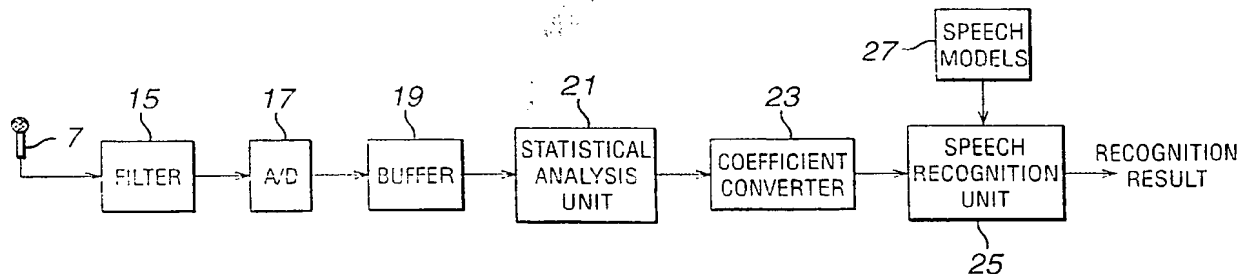 27
SPEECH
MODELS
7
15
FILTER
17
A/D
19
BUFFER
21
STATISTICAL
ANALYSIS
UNIT
23
COEFFICIENT
CONVERTER
SPEECH
RECOGNITION
UNIT
25
RECOGNITION
RESULT